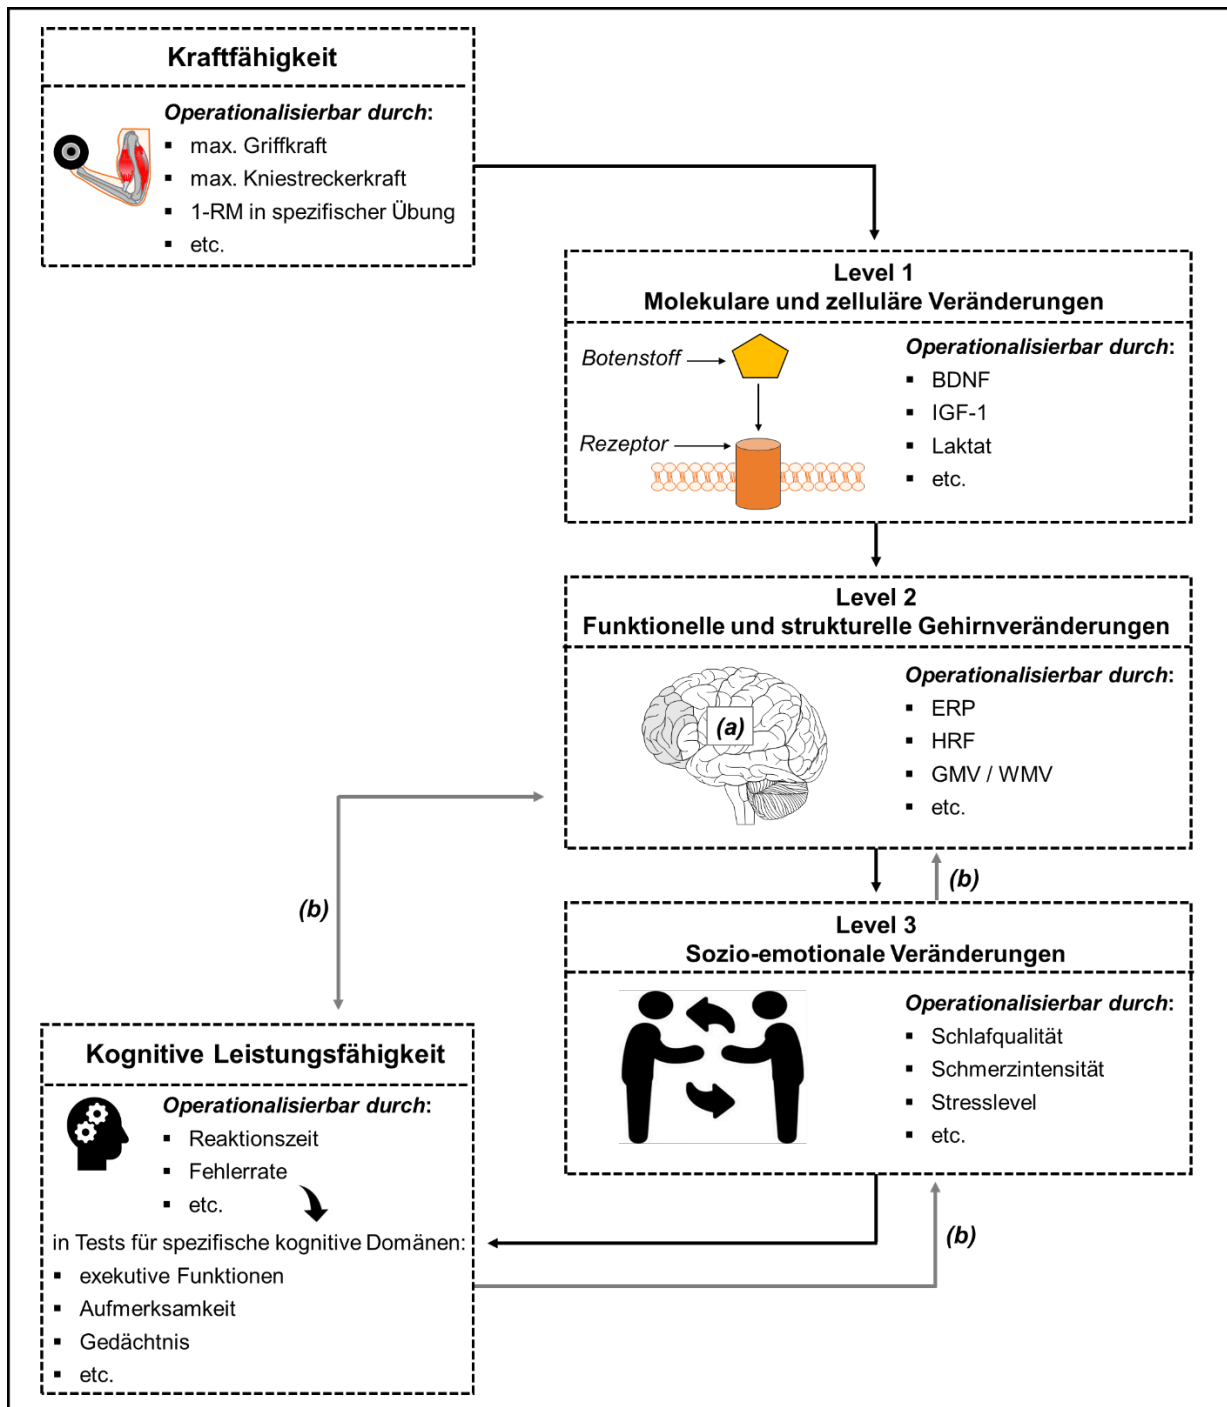 Kraftfähigkeit
Operationalisierbar durch:
▪ max. Griffkraft
▪ max. Kniestreckerkraft
▪ 1-RM in spezifischer Übung
▪ etc.
Level 1
Molekulare und zelluläre Veränderungen
Botenstoff
Rezeptor
Operationalisierbar durch:
▪ BDNF
▪ IGF-1
▪ Laktat
▪ etc.
Level 2
Funktionelle und strukturelle Gehirnveränderungen
(a)
Operationalisierbar durch:
▪ ERP
▪ HRF
▪ GMV / WMV
▪ etc.
(b)
(b)
Level 3
Sozio-emotionale Veränderungen
Operationalisierbar durch:
▪ Schlafqualität
▪ Schmerzintensität
▪ Stresslevel
▪ etc.
(b)
Kognitive Leistungsfähigkeit
Operationalisierbar durch:
▪ Reaktionszeit
▪ Fehlerrate
▪ etc.
in Tests für spezifische kognitive Domänen:
▪ exekutive Funktionen
▪ Aufmerksamkeit
▪ Gedächtnis
▪ etc.